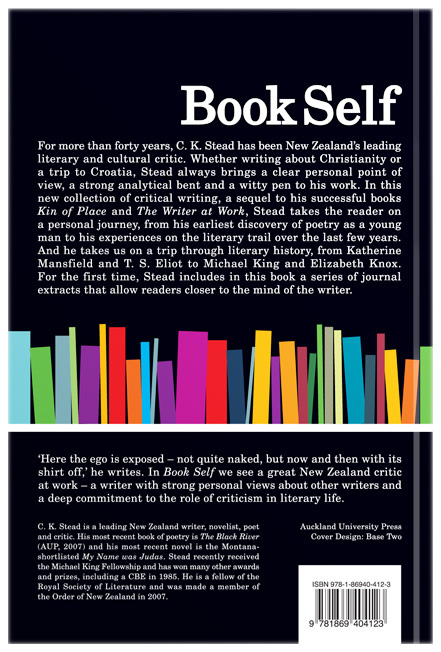 Book Self
For more than forty years, C. K. Stead has been New Zealand's leading
literary and cultural critic. Whether writing about Christianity or
a trip to Croatia, Stead always brings a clear personal point of
view, a strong analytical bent and a witty pen to his work. In this
new collection of critical writing, a sequel to his successful books
Kin of Place and The Writer at Work, Stead takes the reader on
a personal journey, from his earliest discovery of poetry as a young
man to his experiences on the literary trail over the last few years.
And he takes us on a trip through literary history, from Katherine
Mansfield and T. S. Eliot to Michael King and Elizabeth Knox.
For the first time, Stead includes in this book a series of journal
extracts that allow readers closer to the mind of the writer.
‘Here the ego is exposed – not quite naked, but now and then with its
shirt off,’ he writes. In Book Self we see a great New Zealand critic
at work – a writer with strong personal views about other writers and
a deep commitment to the role of criticism in literary life.
C. K. Stead is a leading New Zealand writer, novelist, poet
and critic. His most recent book of poetry is The Black River
(AUP, 2007) and his most recent novel is the Montana-
shortlisted My Name was Judas. Stead recently received
the Michael King Fellowship and has won many other awards
and prizes, including a CBE in 1985. He is a fellow of the
Royal Society of Literature and was made a member of
the Order of New Zealand in 2007.
Auckland University Press
Cover Design: Base Two
ISBN 978-1-86940-412-3
9 781869 404123